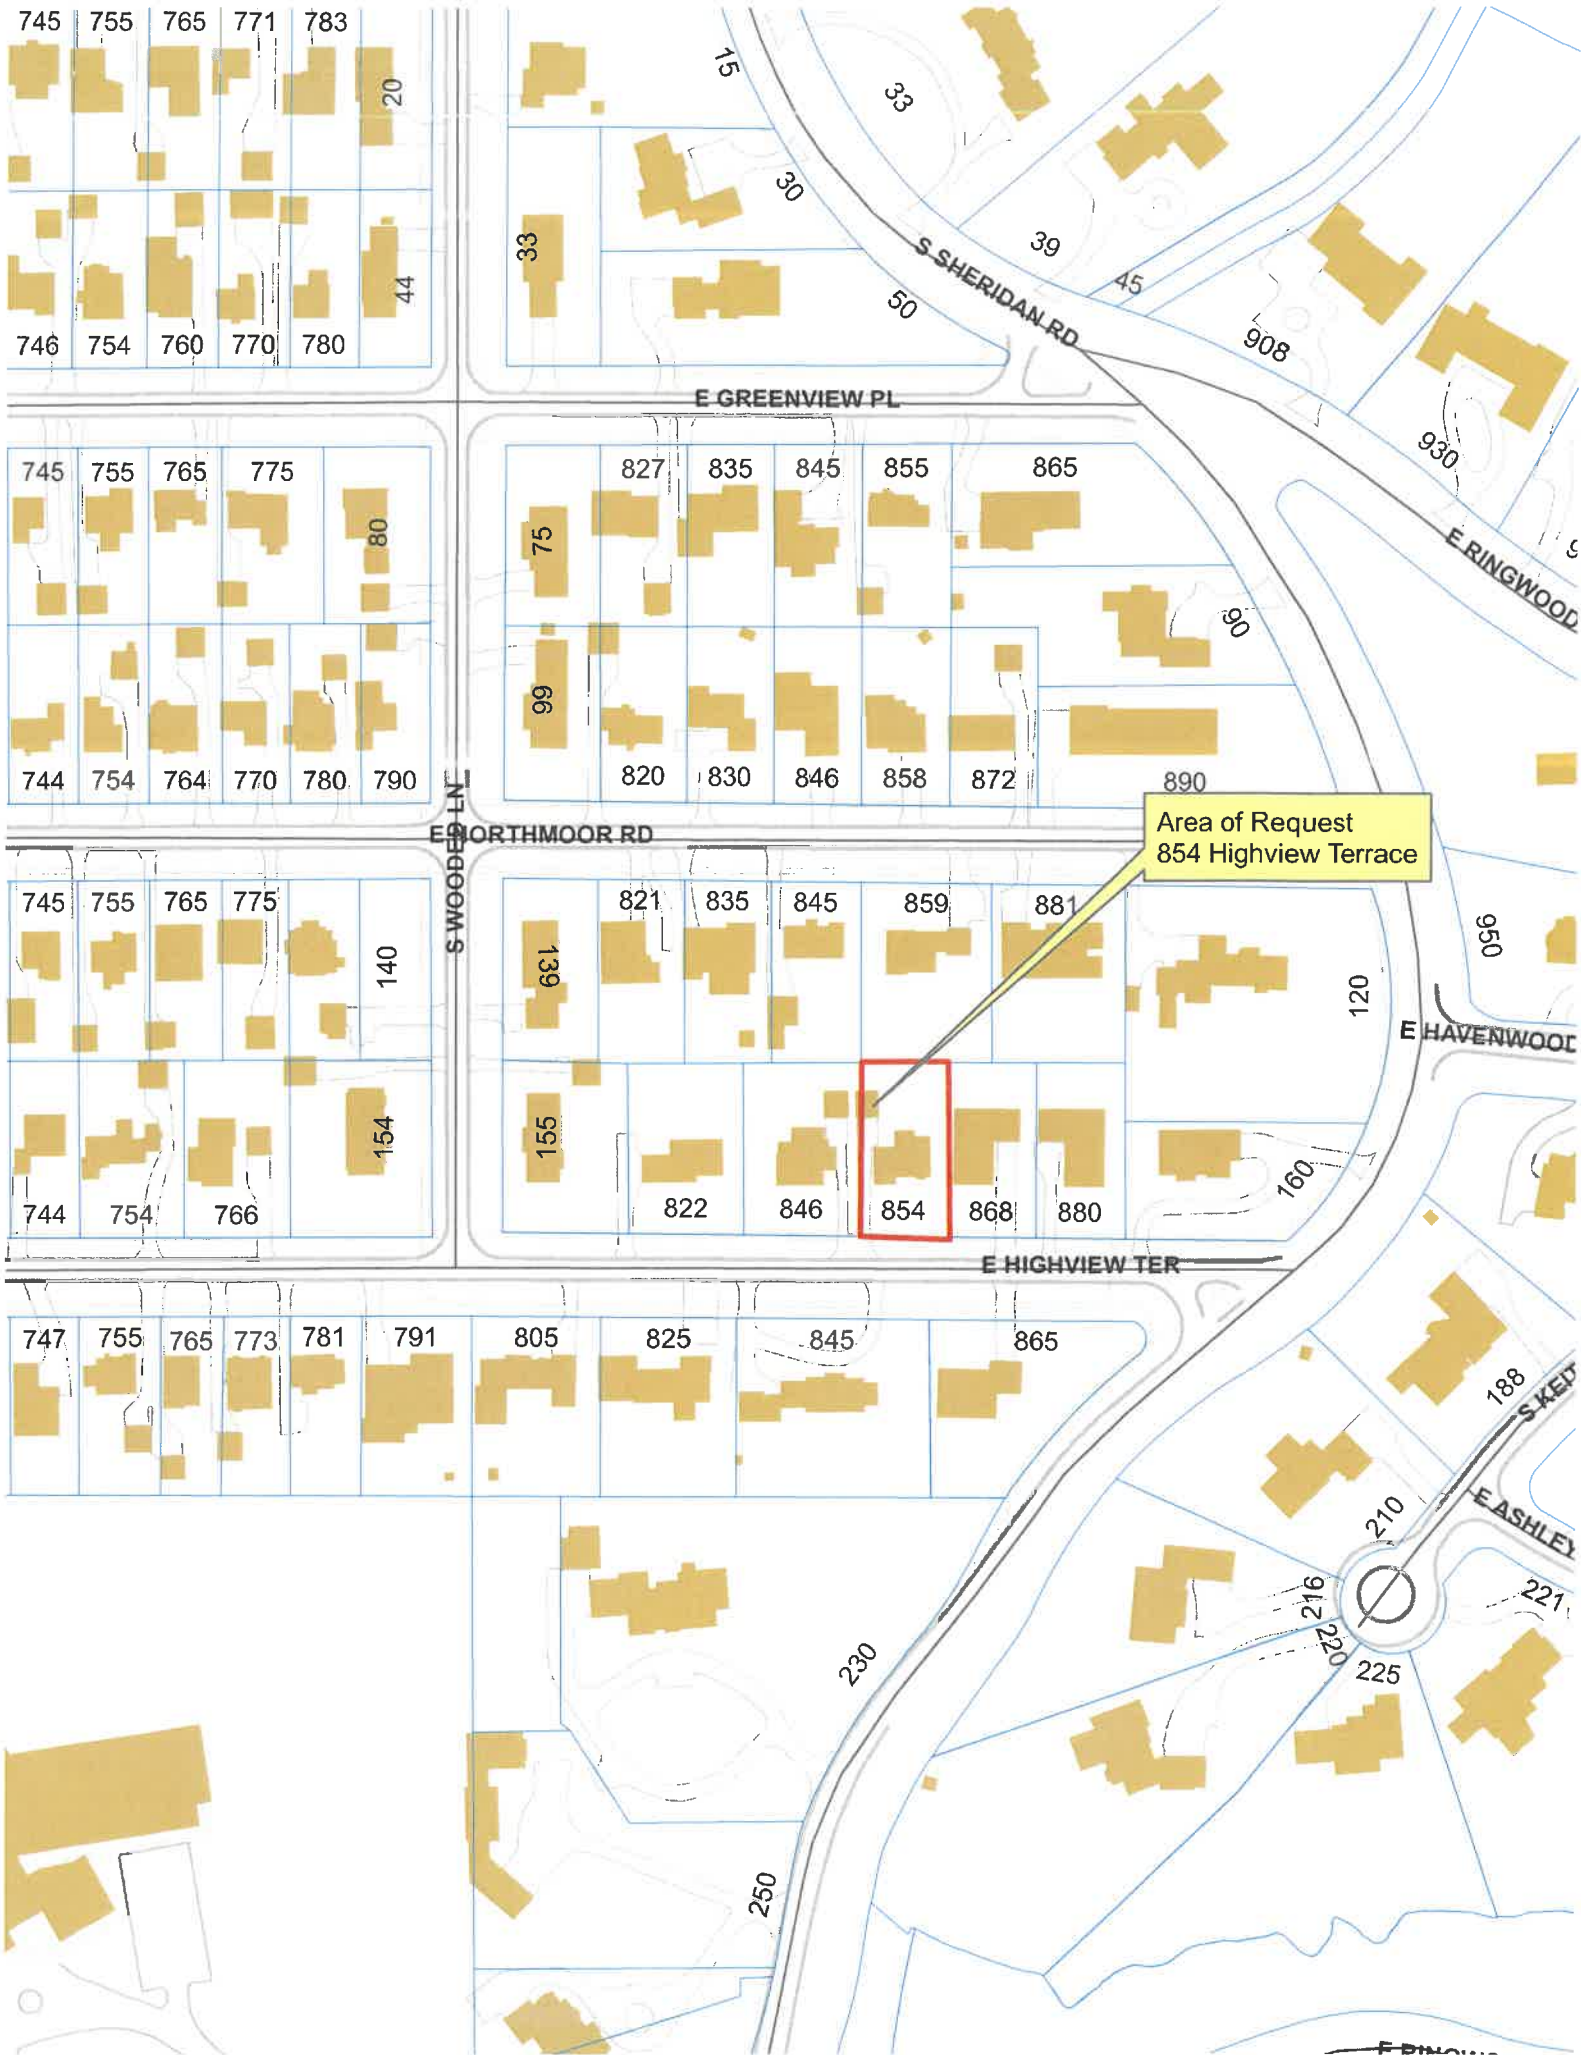 745 755 765 771 783
20
15
33
30
33
39
45
44
50
S SHERIDAN RD
908
746 754 760 770 780
E GREENVIEW PL
930
745 755 765 775
827 835 845 855 865
80
75
E RINGWOOD
90
99
744 754 764 770 780 790
820 830 846 858 872 890
S WOODED LN
E NORTHMOOR RD
Area of Request
854 Highview Terrace
745 755 765 775
821 835 845 859 881
950
140
139
120
E HAVENWOOD
154
155
160
744 754 766
822 846 854 868 880
E HIGHVIEW TER
747 755 765 773 781 791 805 825 845 865
188
S KEIT
210
E ASHLEY
216
221
220
225
230
250